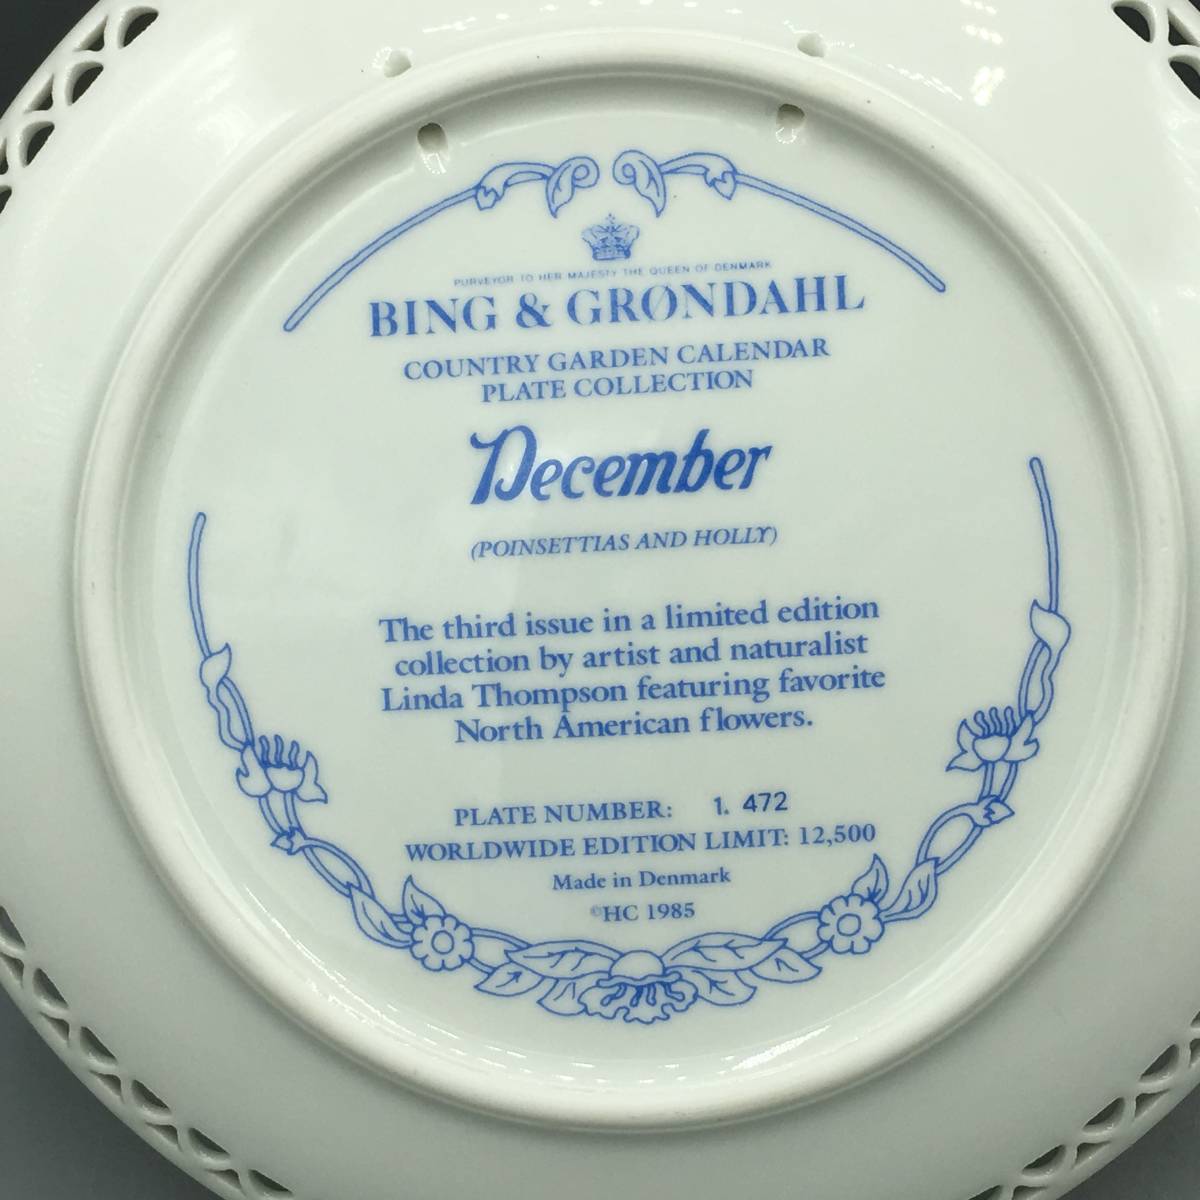 PURVEYOR TO HER MAJESTY THE QUEEN OF DENMARK
BING & GRØNDAHL
COUNTRY GARDEN CALENDAR
PLATE COLLECTION
December
(POINSETTIAS AND HOLLY)
The third issue in a limited edition
collection by artist and naturalist
Linda Thompson featuring favorite
North American flowers.
PLATE NUMBER: 1. 472
WORLDWIDE EDITION LIMIT: 12,500
Made in Denmark
©HC 1985